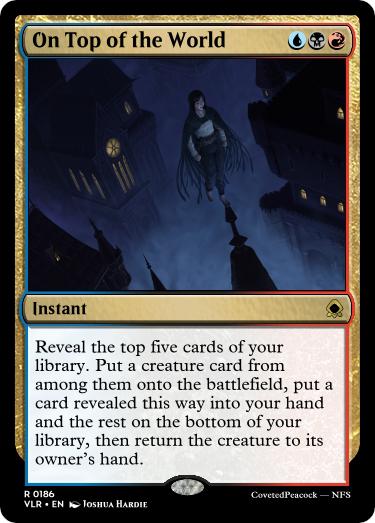 On Top of the World
Instant
Reveal the top five cards of your
library. Put a creature card from
among them onto the battlefield, put a
card revealed this way into your hand
and the rest on the bottom of your
library, then return the creature to its
owner's hand.
R 0186
VLR • EN Joshua Hardie
CovetedPeacock — NFS